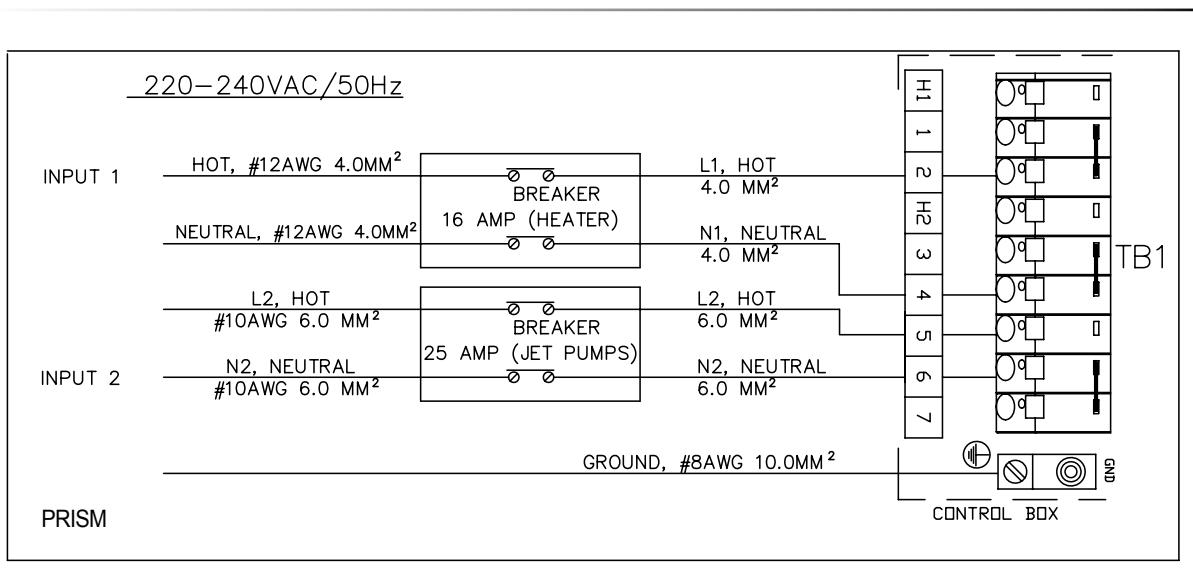 220-240VAC/50Hz
INPUT 1
HOT, #12AWG 4.0MM²
NEUTRAL, #12AWG 4.0MM²
BREAKER
16 AMP (HEATER)
L1, HOT
4.0 MM²
N1, NEUTRAL
4.0 MM²
INPUT 2
L2, HOT
#10AWG 6.0 MM²
N2, NEUTRAL
#10AWG 6.0 MM²
BREAKER
25 AMP (JET PUMPS)
L2, HOT
6.0 MM²
N2, NEUTRAL
6.0 MM²
GROUND, #8AWG 10.0MM²
H1
1
2
H2
3
4
5
6
7
TB1
GND
CONTROL BOX
PRISM